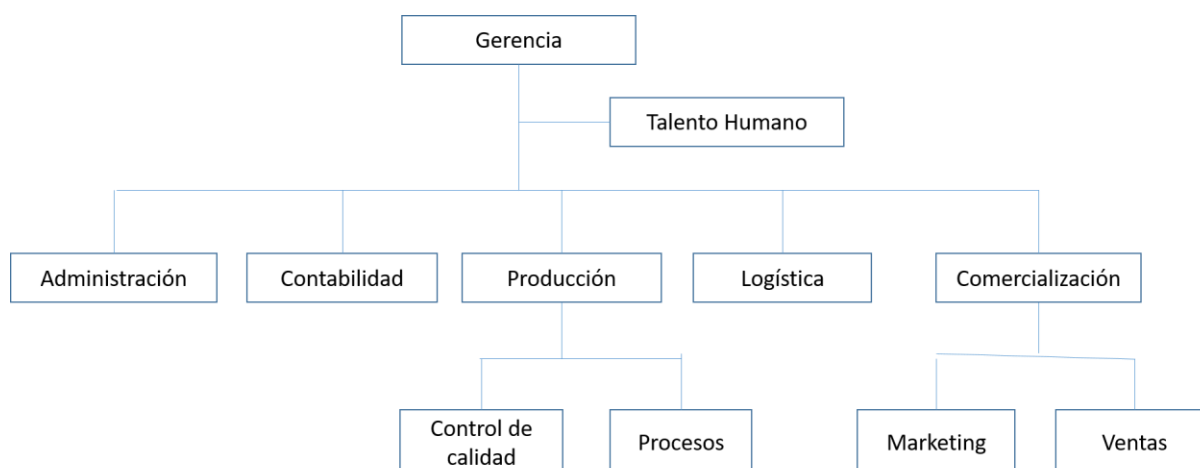 Gerencia
Talento Humano
Administración
Contabilidad
Producción
Logística
Comercialización
Control de
calidad
Procesos
Marketing
Ventas